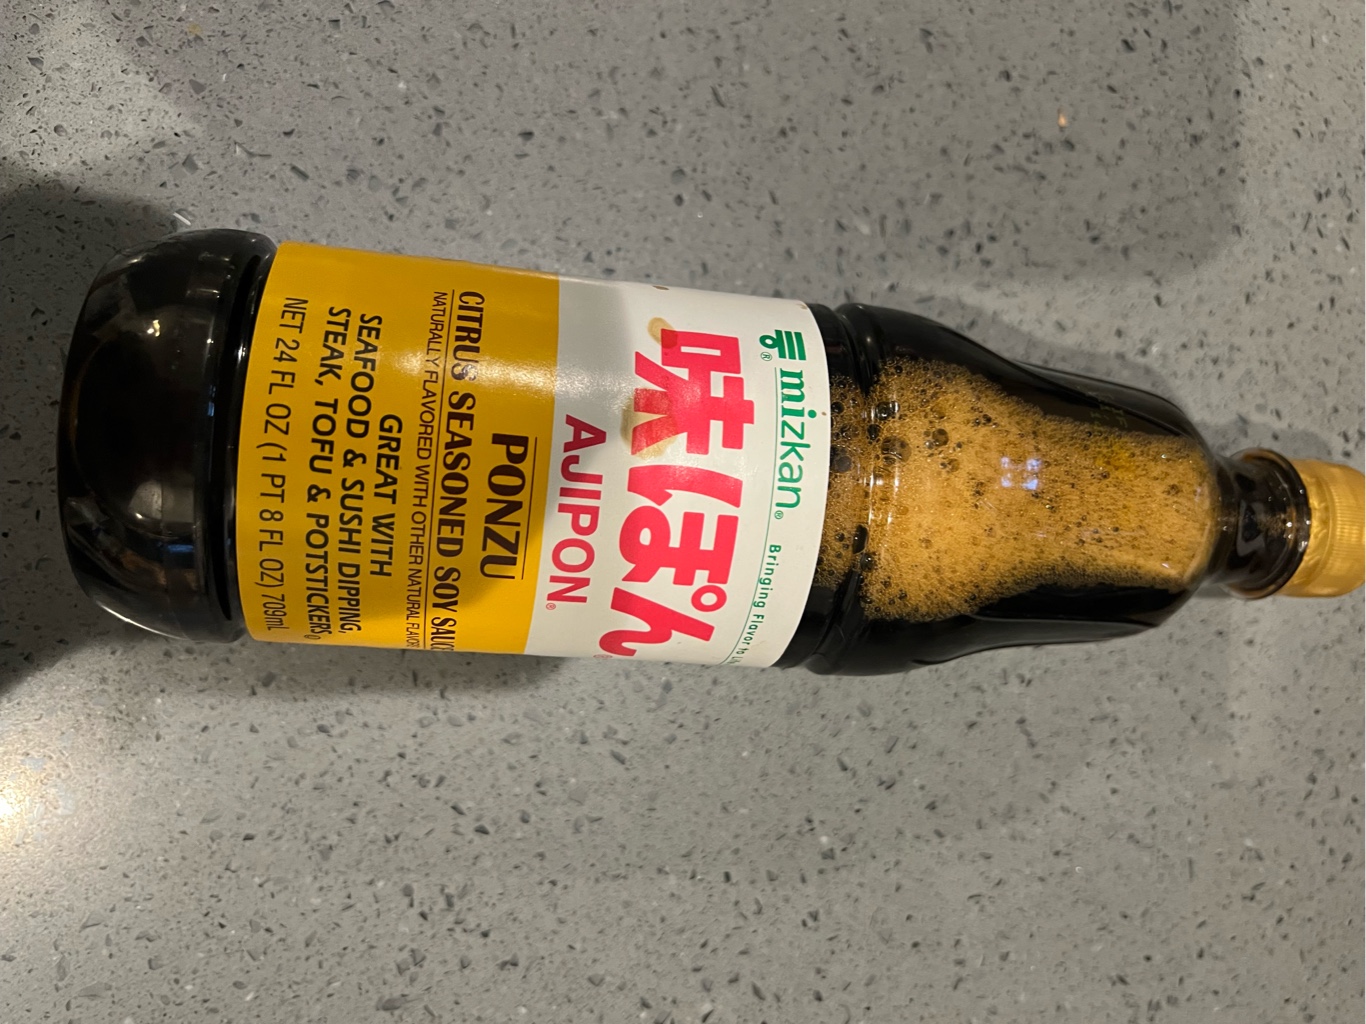 mizkan®
Bringing Flavor to
味ぽん®
AJIPON®
PONZU
CITRUS SEASONED SOY SAUCE
NATURALLY FLAVORED WITH OTHER NATURAL
GREAT WITH
SEAFOOD & SUSHI DIPPING,
STEAK, TOFU & POTSTICKERS
NET 24 FL OZ (1 PT 8 FL OZ) 709mL